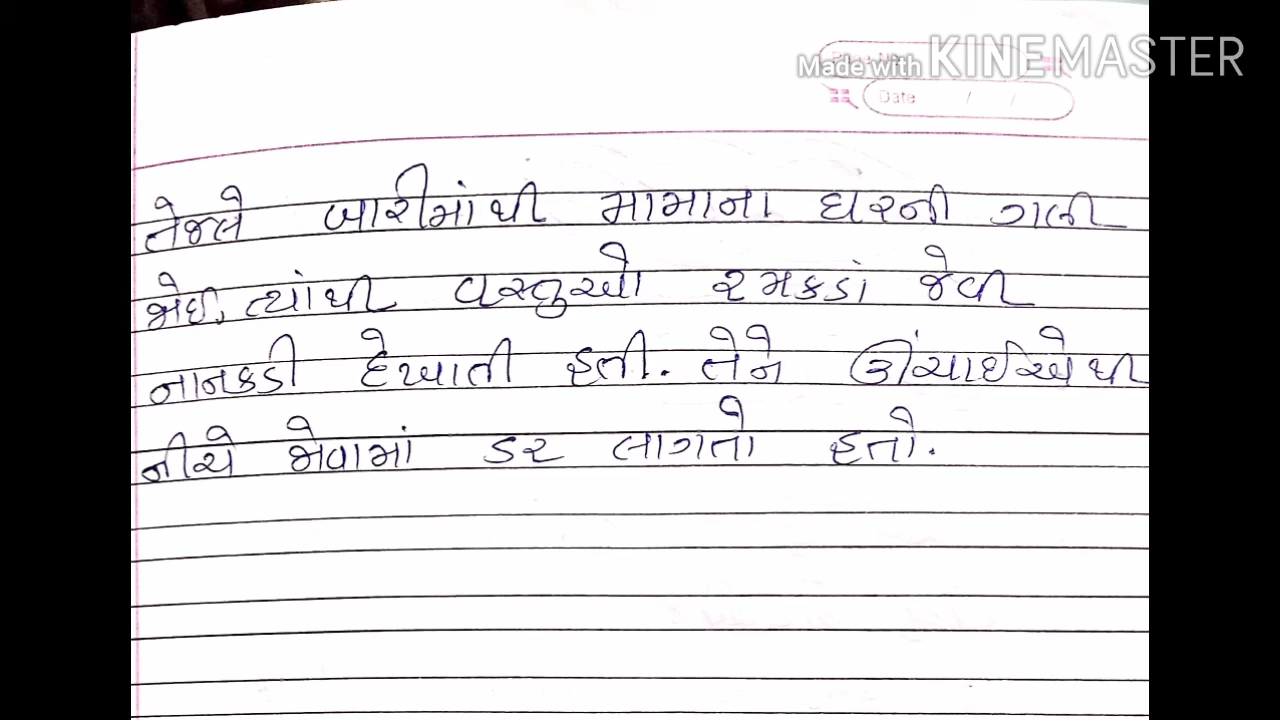 Made with KINEMASTER
Date / /
તેજલે બારીમાંથી મામાના ઘરની ગલી
જોઈ, ત્યાંથી વસ્તુઓ રમકડાં જેવી
નાનકડી દેખાતી હતી. તેને ઊંચાઈએથી
નીચે જોવામાં ડર લાગતો હતો.